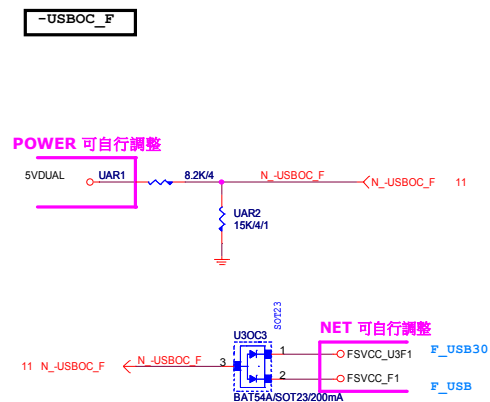 -USBOC_F
POWER 可自行調整
5VDUAL UAR1 8.2K/4 N_-USBOC_F N_-USBOC_F 11
UAR2
15K/4/1
SOT23
U3OC3 NET 可自行調整
1 FSVCC_U3F1 F_USB30
11 N_-USBOC_F N_-USBOC_F 3
2 FSVCC_F1 F_USB
BAT54A/SOT23/200mA